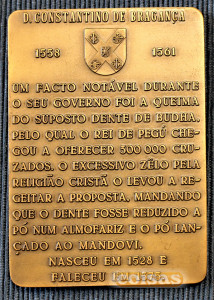 D. CONSTANTINO DE BRAGANÇA
1558 1561
UM FACTO NOTÁVEL DURANTE
O SEU GOVERNO FOI A QUEIMA
DO SUPOSTO DENTE DE BUDHA,
PELO QUAL O REI DE PEGÚ CHE-
GOU A OFERECER 500000 CRU-
ZADOS. O EXCESSIVO ZÊLO PELA
RELIGIÃO CRISTÃ O LEVOU A RE-
GEITAR A PROPOSTA, MANDANDO
QUE O DENTE FOSSE REDUZIDO A
PÓ NUM ALMOFARIZ E O PÓ LAN-
ÇADO AO MANDOVI.
NASCEU EM 1528 E
FALECEU EM